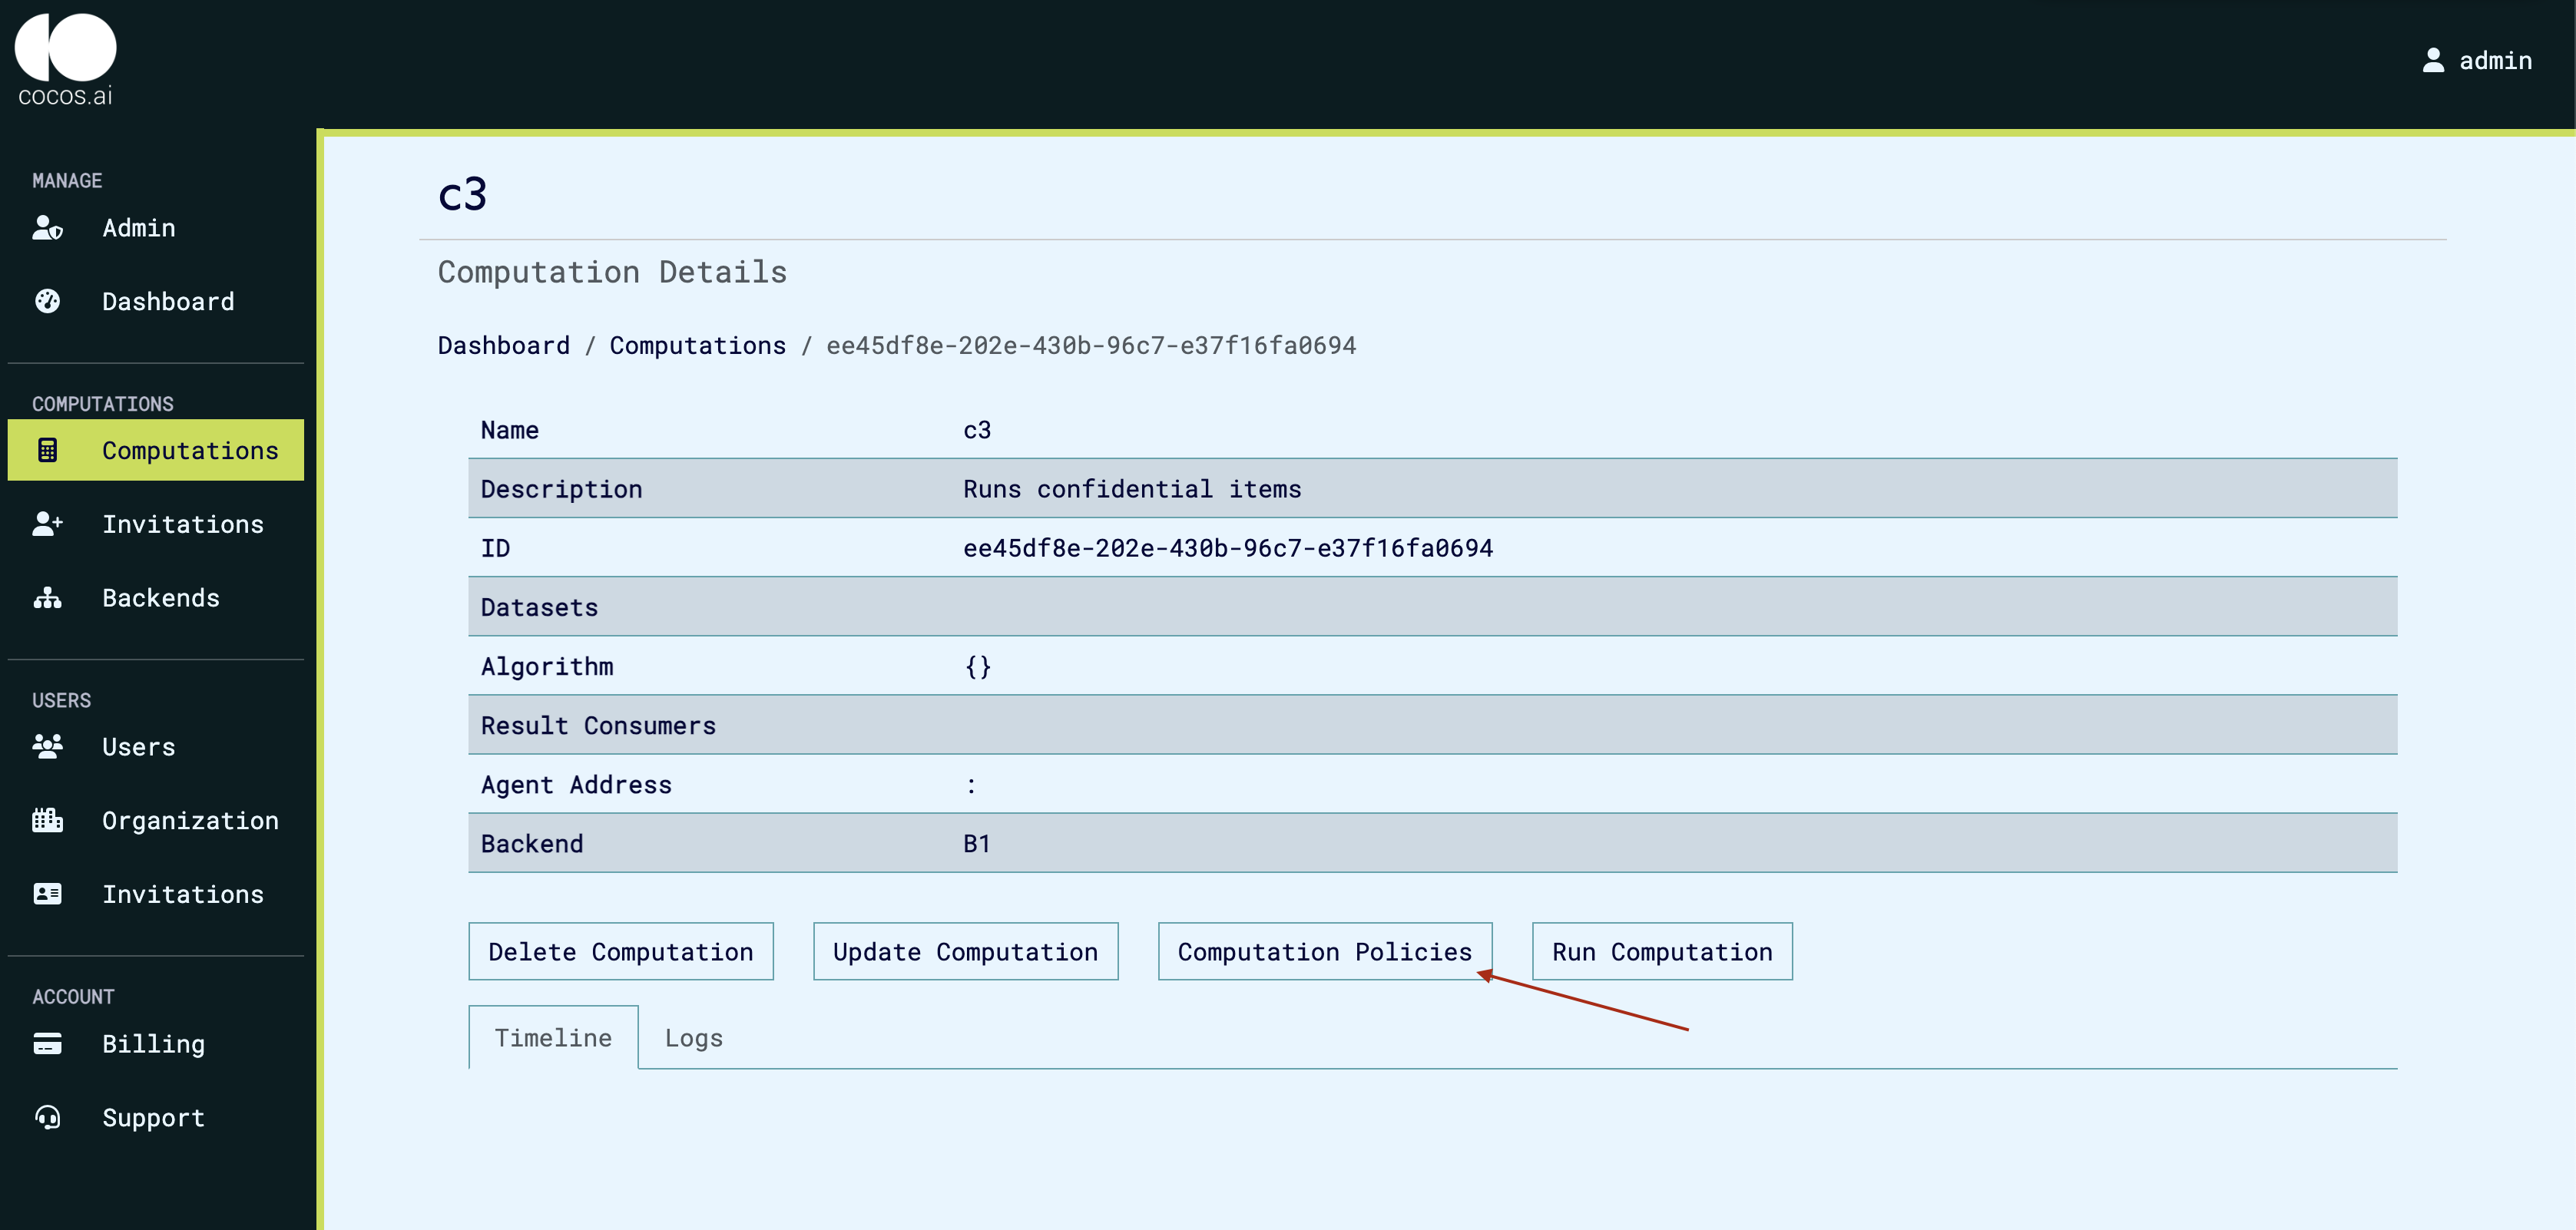 cocos.ai
admin
MANAGE
Admin
Dashboard
COMPUTATIONS
Computations
Invitations
Backends
USERS
Users
Organization
Invitations
ACCOUNT
Billing
Support
c3
Computation Details
Dashboard / Computations / ee45df8e-202e-430b-96c7-e37f16fa0694
Name c3
Description Runs confidential items
ID ee45df8e-202e-430b-96c7-e37f16fa0694
Datasets
Algorithm {}
Result Consumers
Agent Address :
Backend B1
Delete Computation Update Computation Computation Policies Run Computation
Timeline Logs